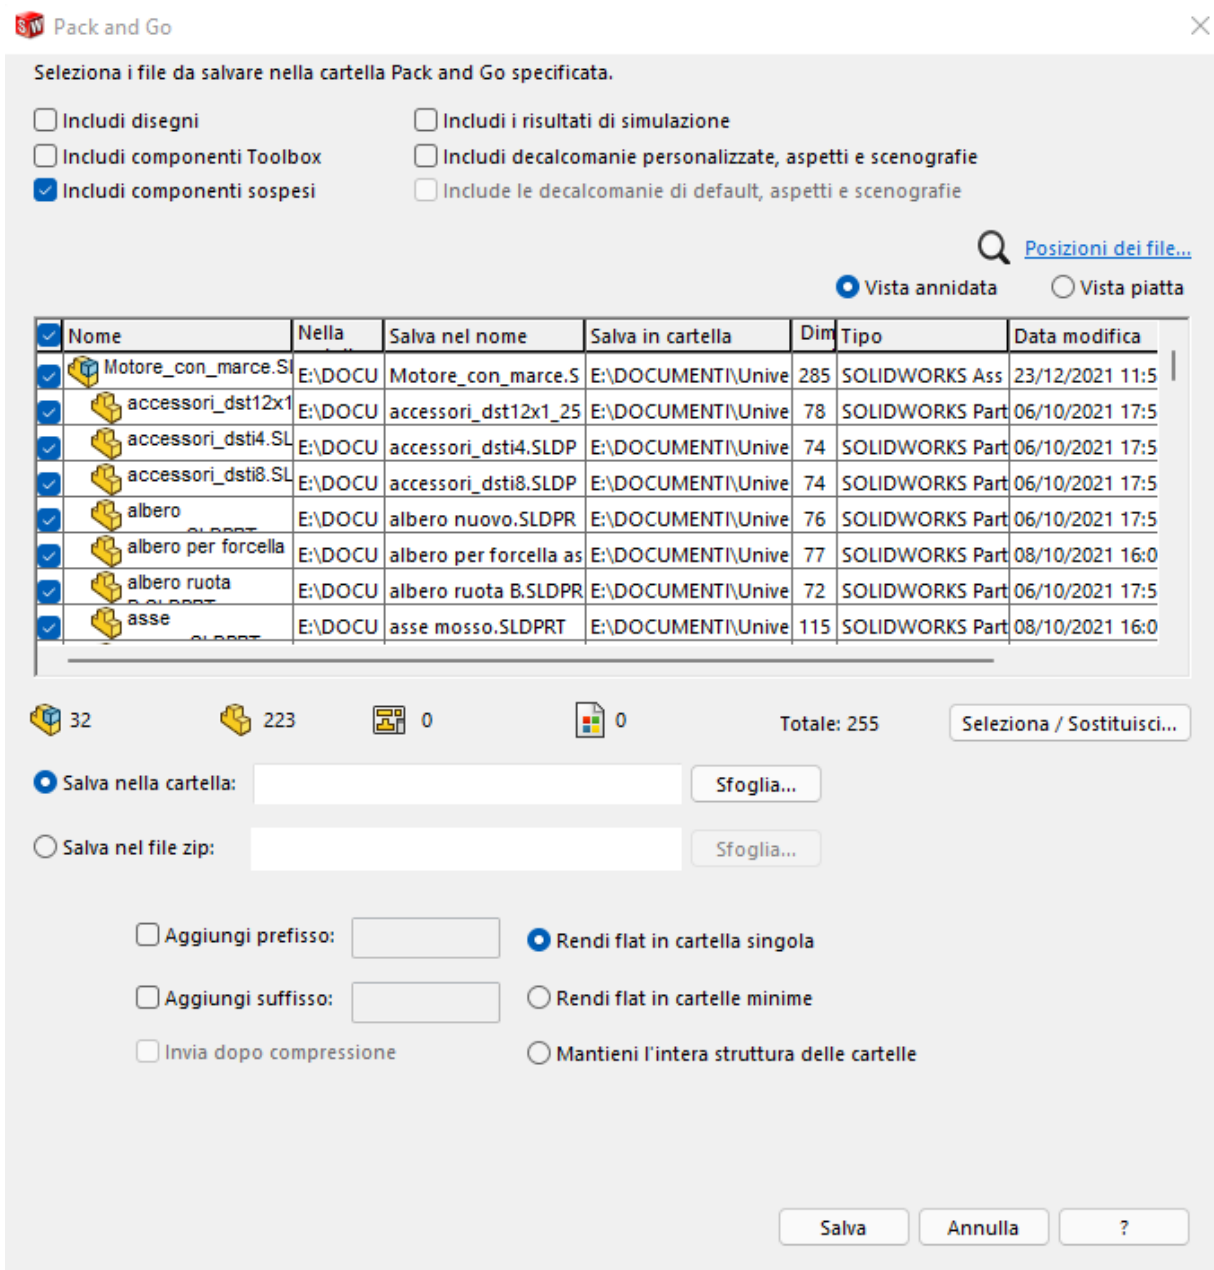 Pack and Go
Seleziona i file da salvare nella cartella Pack and Go specificata.
Includi disegni
Includi i risultati di simulazione
Includi componenti Toolbox
Includi decalcomanie personalizzate, aspetti e scenografie
Includi componenti sospesi
Include le decalcomanie di default, aspetti e scenografie
Posizioni dei file...
Vista annidata Vista piatta
Nome Nella Salva nel nome Salva in cartella Dim Tipo Data modifica
Motore_con_marce.Sl E:\DOCU Motore_con_marce.S E:\DOCUMENTI\Unive 285 SOLIDWORKS Ass 23/12/2021 11:5
accessori_dst12x1 E:\DOCU accessori_dst12x1_25 E:\DOCUMENTI\Unive 78 SOLIDWORKS Part 06/10/2021 17:5
accessori_dsti4.SL E:\DOCU accessori_dsti4.SLDP E:\DOCUMENTI\Unive 74 SOLIDWORKS Part 06/10/2021 17:5
accessori_dsti8.SL E:\DOCU accessori_dsti8.SLDP E:\DOCUMENTI\Unive 74 SOLIDWORKS Part 06/10/2021 17:5
albero E:\DOCU albero nuovo.SLDPR E:\DOCUMENTI\Unive 76 SOLIDWORKS Part 06/10/2021 17:5
albero per forcella E:\DOCU albero per forcella as E:\DOCUMENTI\Unive 77 SOLIDWORKS Part 08/10/2021 16:0
albero ruota E:\DOCU albero ruota B.SLDPR E:\DOCUMENTI\Unive 72 SOLIDWORKS Part 06/10/2021 17:5
asse E:\DOCU asse mosso.SLDPRT E:\DOCUMENTI\Unive 115 SOLIDWORKS Part 08/10/2021 16:0
32 223 0 0 Totale: 255 Seleziona / Sostituisci...
Salva nella cartella: Sfoglia...
Salva nel file zip: Sfoglia...
Aggiungi prefisso: Rendi flat in cartella singola
Aggiungi suffisso: Rendi flat in cartelle minime
Invia dopo compressione Mantieni l'intera struttura delle cartelle
Salva Annulla ?